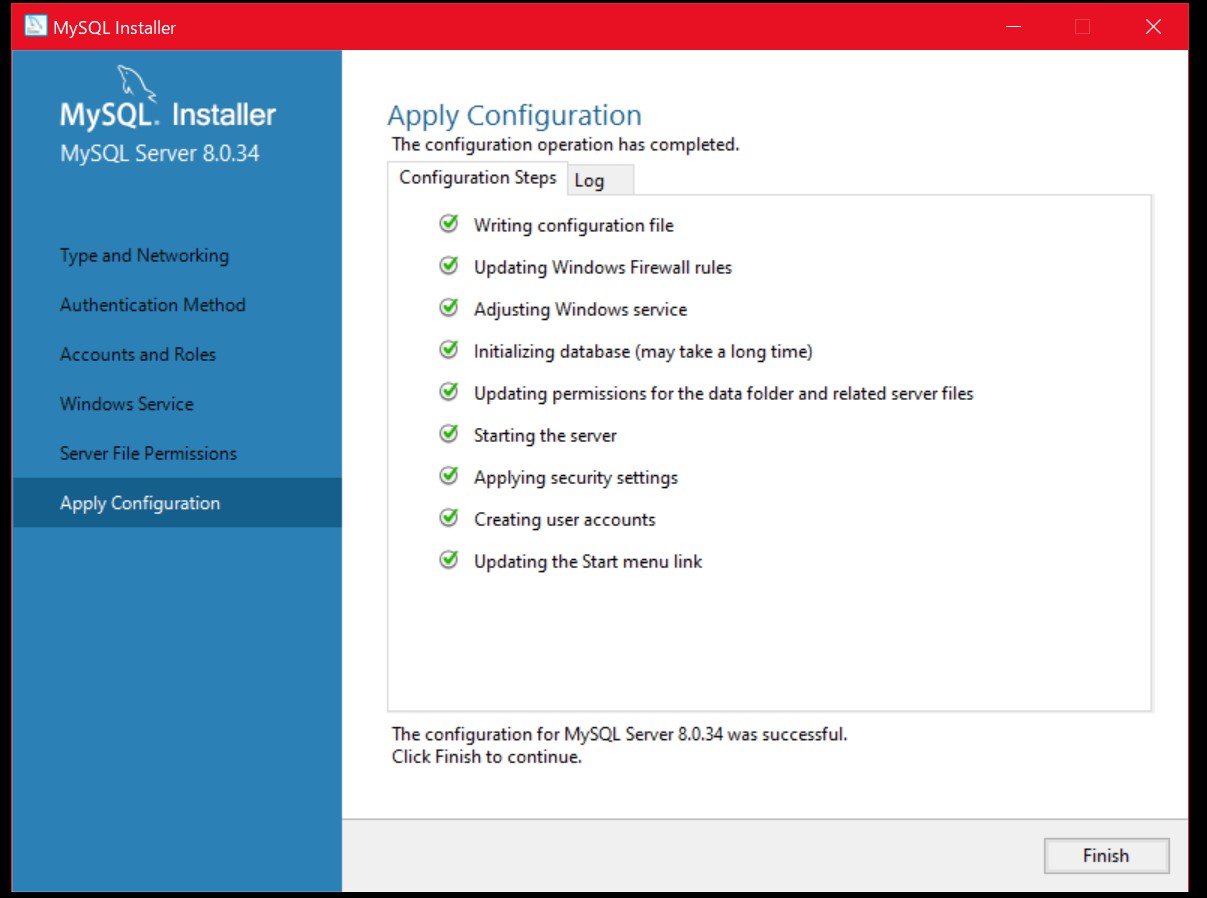 MySQL Installer
MySQL. Installer
MySQL Server 8.0.34
Type and Networking
Authentication Method
Accounts and Roles
Windows Service
Server File Permissions
Apply Configuration
Apply Configuration
The configuration operation has completed.
Configuration Steps Log
Writing configuration file
Updating Windows Firewall rules
Adjusting Windows service
Initializing database (may take a long time)
Updating permissions for the data folder and related server files
Starting the server
Applying security settings
Creating user accounts
Updating the Start menu link
The configuration for MySQL Server 8.0.34 was successful.
Click Finish to continue.
Finish